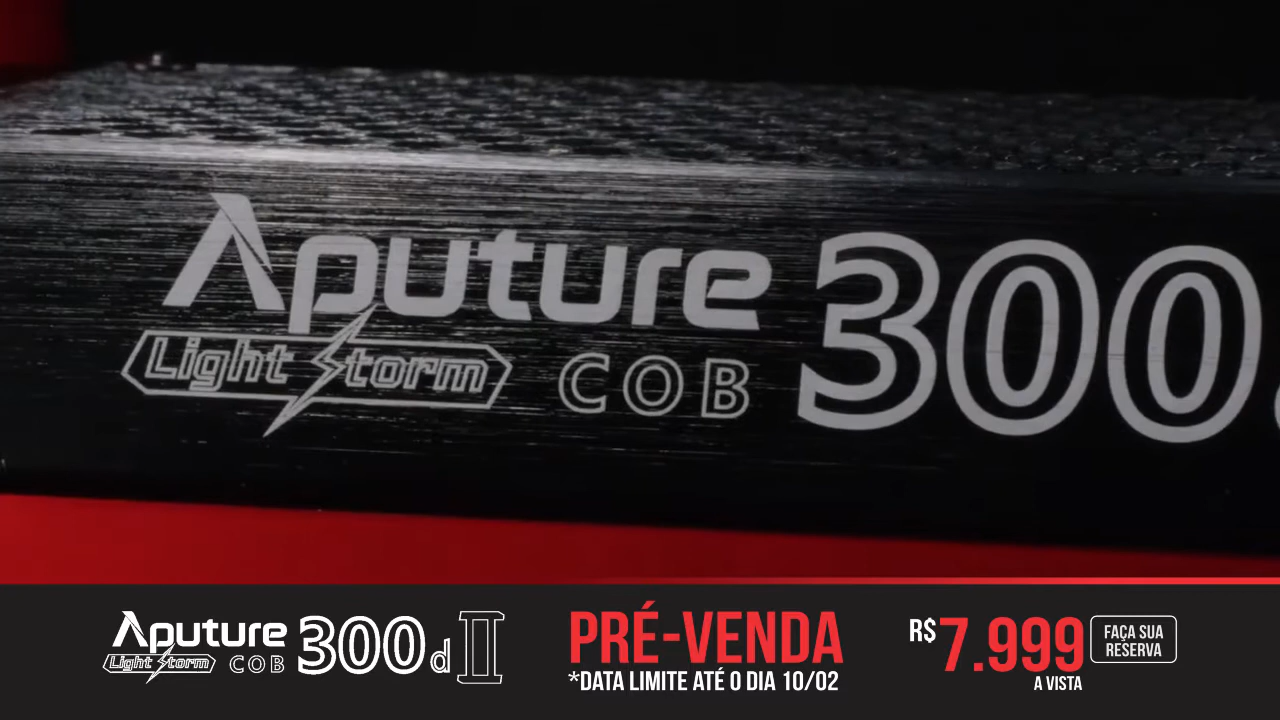 Aputure 300
Light Storm COB
Aputure 300 d II
Light Storm COB
PRÉ-VENDA
*DATA LIMITE ATÉ O DIA 10/02
R$ 7.999
A VISTA
FAÇA SUA
RESERVA